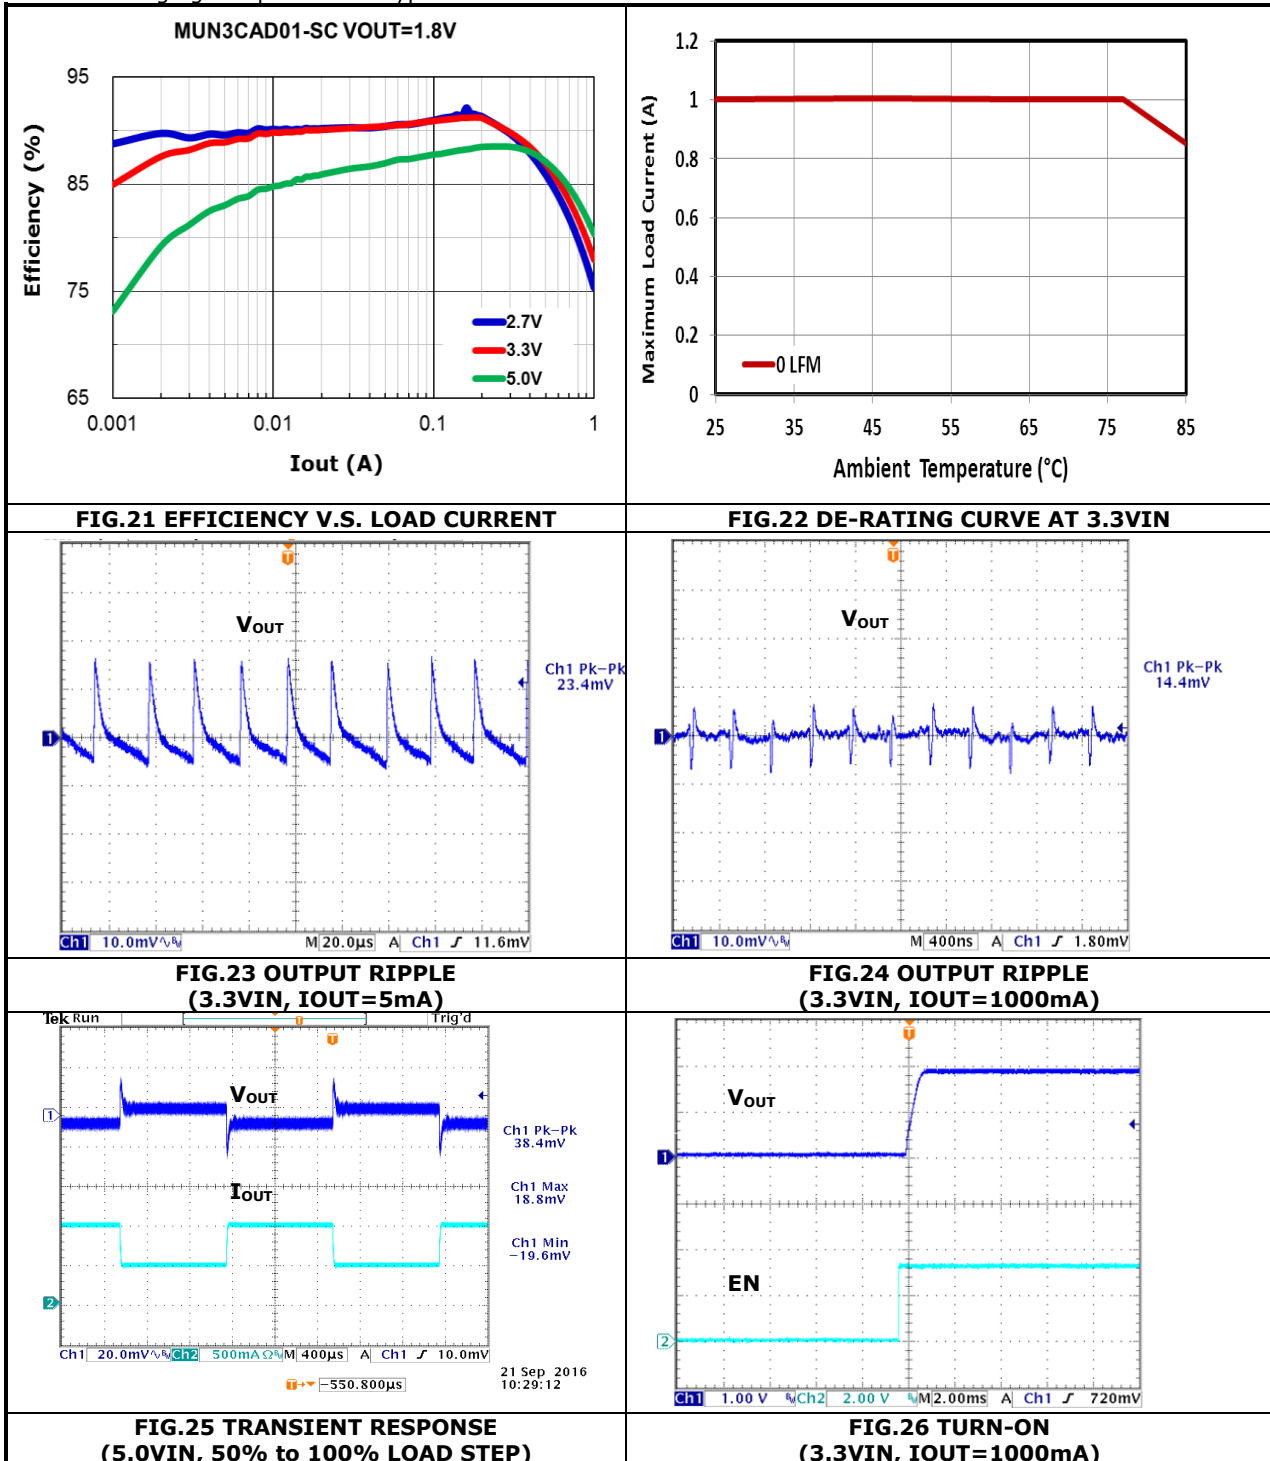 MUN3CAD01-SC VOUT=1.8V
Efficiency (%)
95
85
75
65
2.7V
3.3V
5.0V
0.001
0.01
0.1
1
Iout (A)
Maximum Load Current (A)
1.2
1
0.8
0.6
0.4
0.2
0
0 LFM
25
35
45
55
65
75
85
Ambient Temperature (°C)
FIG.21 EFFICIENCY V.S. LOAD CURRENT
FIG.22 DE-RATING CURVE AT 3.3VIN
T
VOUT
1
Ch1 Pk-Pk
23.4mV
Ch1 10.0mV M 20.0µs A Ch1 11.6mV
T
VOUT
1
Ch1 Pk-Pk
14.4mV
Ch1 10.0mV M 400ns A Ch1 1.80mV
FIG.23 OUTPUT RIPPLE
(3.3VIN, IOUT=5mA)
FIG.24 OUTPUT RIPPLE
(3.3VIN, IOUT=1000mA)
Tek Run
T
Trig'd
T
VOUT
1
Ch1 Pk-Pk
38.4mV
Ch1 Max
18.8mV
IOUT
Ch1 Min
-19.6mV
2
Ch1 20.0mV Ch2 500mAΩ M 400µs A Ch1 10.0mV
T -550.800µs
21 Sep 2016
10:29:12
T
VOUT
1
EN
2
Ch1 1.00 V Ch2 2.00 V M 2.00ms A Ch1 720mV
FIG.25 TRANSIENT RESPONSE
(5.0VIN, 50% to 100% LOAD STEP)
FIG.26 TURN-ON
(3.3VIN, IOUT=1000mA)